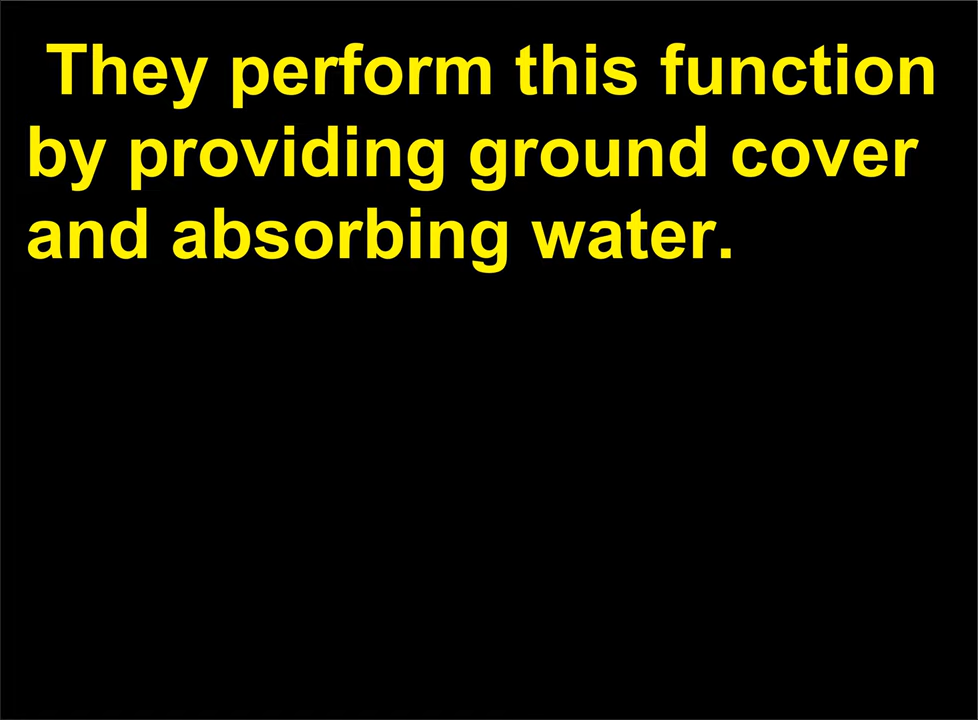 They perform this function
by providing ground cover
and absorbing water.